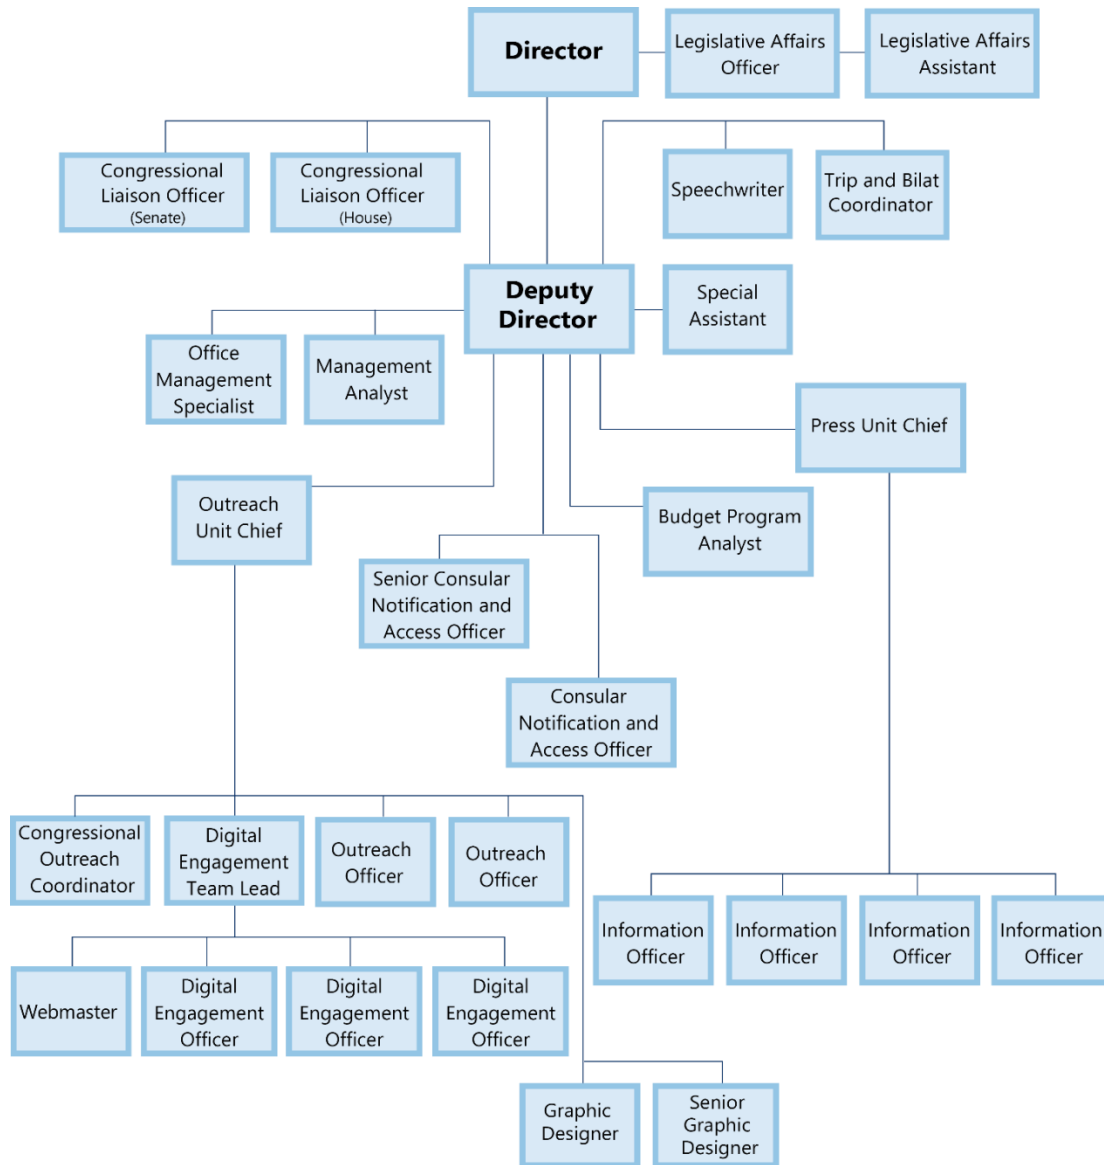 Director
Legislative Affairs
Officer
Legislative Affairs
Assistant
Congressional
Liaison Officer
(Senate)
Congressional
Liaison Officer
(House)
Speechwriter
Trip and Bilat
Coordinator
Deputy
Director
Special
Assistant
Office
Management
Specialist
Management
Analyst
Press Unit Chief
Outreach
Unit Chief
Budget Program
Analyst
Senior Consular
Notification and
Access Officer
Consular
Notification and
Access Officer
Congressional
Outreach
Coordinator
Digital
Engagement
Team Lead
Outreach
Officer
Outreach
Officer
Information
Officer
Information
Officer
Information
Officer
Information
Officer
Webmaster
Digital
Engagement
Officer
Digital
Engagement
Officer
Digital
Engagement
Officer
Graphic
Designer
Senior
Graphic
Designer